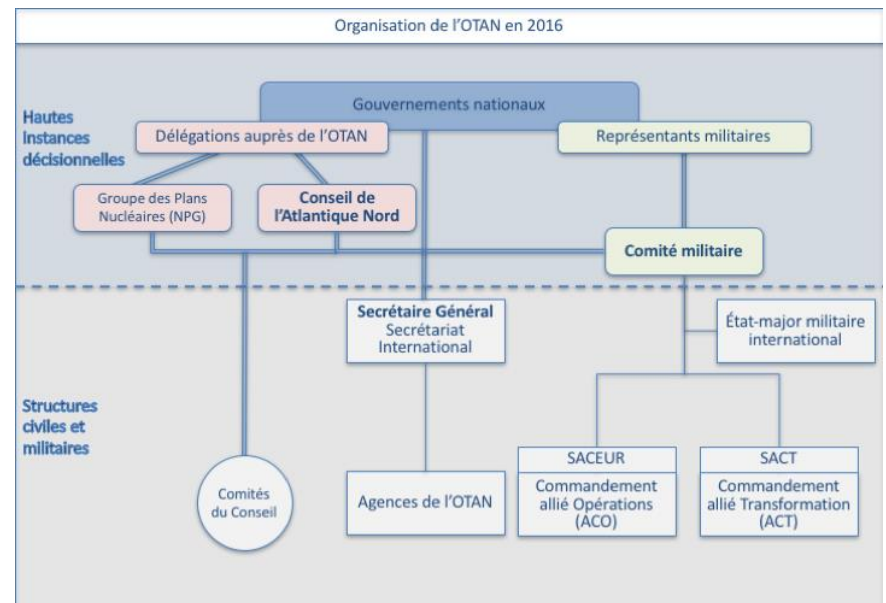 Organisation de l'OTAN en 2016
Hautes
Instances
décisionnelles
Gouvernements nationaux
Délégations auprès de l'OTAN
Représentants militaires
Groupe des Plans
Nucléaires (NPG)
Conseil de
l'Atlantique Nord
Comité militaire
Secrétaire Général
Secrétariat
International
État-major militaire
international
Structures
civiles et
militaires
Comités
du Conseil
Agences de l'OTAN
SACEUR
Commandement
allié Opérations
(ACO)
SACT
Commandement
allié Transformation
(ACT)